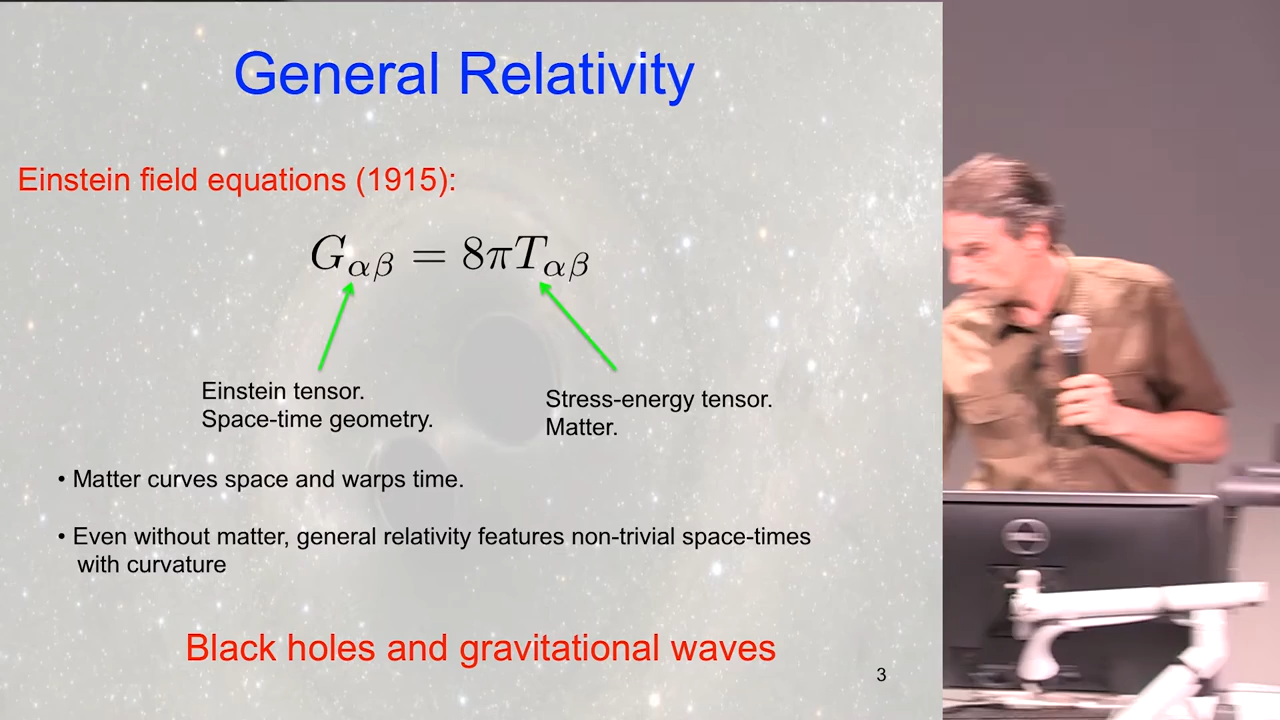 General Relativity
Einstein field equations (1915):
G_{αβ} = 8πT_{αβ}
Einstein tensor.
Space-time geometry.
Stress-energy tensor.
Matter.
• Matter curves space and warps time.
• Even without matter, general relativity features non-trivial space-times
with curvature
Black holes and gravitational waves
3